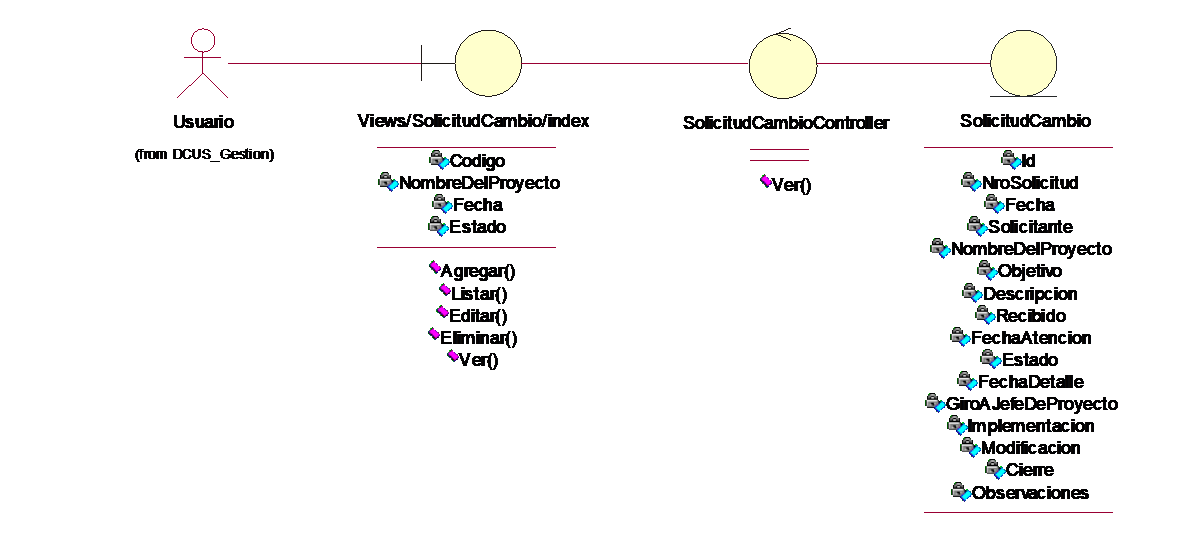 Usuario
(from DCUS_Gestion)
Views/SolicitudCambio/index
Codigo
NombreDelProyecto
Fecha
Estado
Agregar()
Listar()
Editar()
Eliminar()
Ver()
SolicitudCambioController
Ver()
SolicitudCambio
Id
NroSolicitud
Fecha
Solicitante
NombreDelProyecto
Objetivo
Descripcion
Recibido
FechaAtencion
Estado
FechaDetalle
GiroAJefeDeProyecto
Implementacion
Modificacion
Cierre
Observaciones